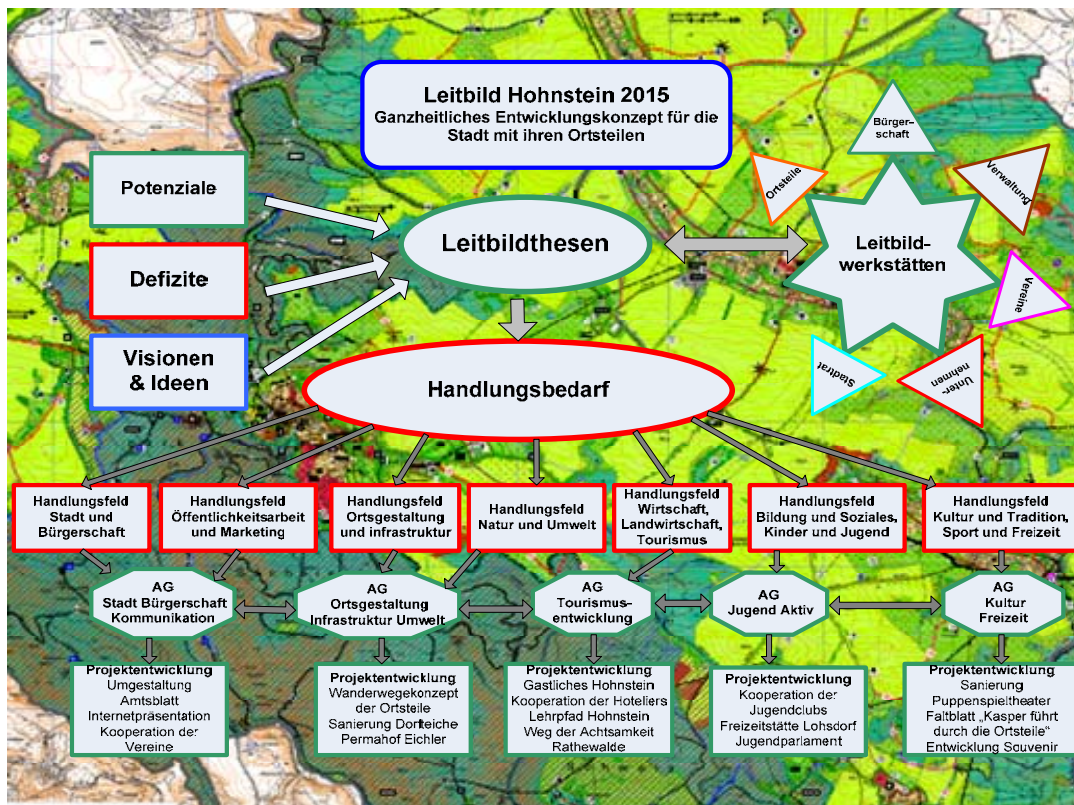 Leitbild Hohnstein 2015
Ganzheitliches Entwicklungskonzept für die
Stadt mit ihren Ortsteilen
Potenziale
Defizite
Visionen
& Ideen
Leitbildthesen
Leitbild-
werkstätten
Bürger-
schaft
Verwaltung
Vereine
Unter-
nehmen
Stadtrat
Ortsteile
Handlungsbedarf
Handlungsfeld
Stadt und
Bürgerschaft
Handlungsfeld
Öffentlichkeitsarbeit
und Marketing
Handlungsfeld
Ortsgestaltung
und infrastruktur
Handlungsfeld
Natur und Umwelt
Handlungsfeld
Wirtschaft,
Landwirtschaft,
Tourismus
Handlungsfeld
Bildung und Soziales,
Kinder und Jugend
Handlungsfeld
Kultur und Tradition,
Sport und Freizeit
AG
Stadt Bürgerschaft
Kommunikation
AG
Ortsgestaltung
Infrastruktur Umwelt
AG
Tourismus-
entwicklung
AG
Jugend Aktiv
AG
Kultur
Freizeit
Projektentwicklung
Umgestaltung
Amtsblatt
Internetpräsentation
Kooperation der
Vereine
Projektentwicklung
Wanderwegekonzept
der Ortsteile
Sanierung Dorfteiche
Permahof Eichler
Projektentwicklung
Gastliches Hohnstein
Kooperation der Hoteliers
Lehrpfad Hohnstein
Weg der Achtsamkeit
Rathewalde
Projektentwicklung
Kooperation der
Jugendclubs
Freizeitstätte Lohsdorf
Jugendparlament
Projektentwicklung
Sanierung
Puppenspieltheater
Faltblatt „Kasper führt
durch die Ortsteile“
Entwicklung Souvenir